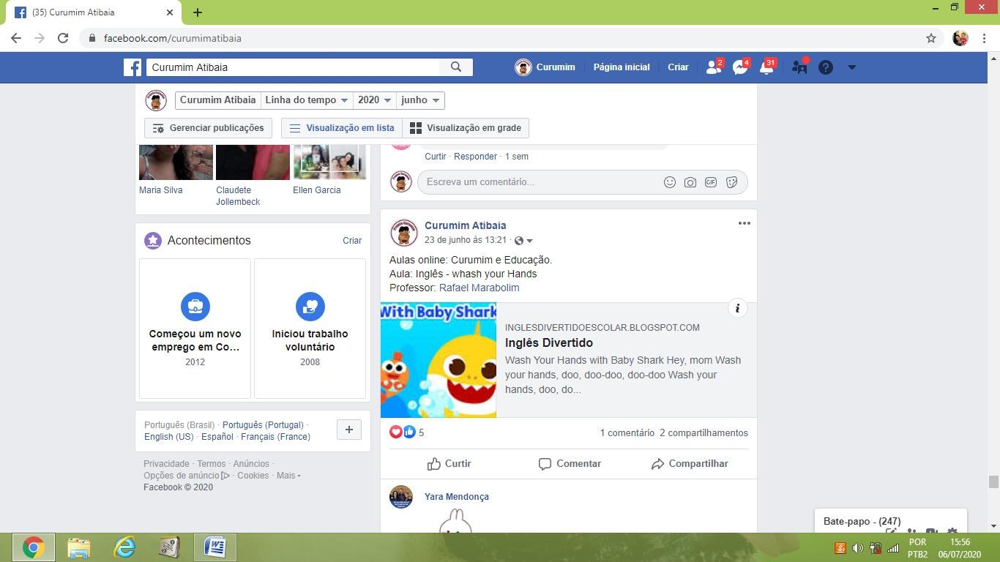 (35) Curumim Atibaia
facebook.com/curumimatibaia
Curumim Atibaia
Curumim
Página inicial
Criar
2
4
31
Curumim Atibaia
Linha do tempo
2020
junho
Gerenciar publicações
Visualização em lista
Visualização em grade
Maria Silva
Claudete
Jollembeck
Ellen Garcia
Acontecimentos
Criar
Começou um novo
emprego em Co...
2012
Iniciou trabalho
voluntário
2008
Português (Brasil) · Português (Portugal) ·
English (US) · Español · Français (France)
Privacidade · Termos · Anúncios ·
Opções de anúncio · Cookies · Mais
Facebook © 2020
Curtir · Responder · 1 sem
Escreva um comentário...
GIF
Curumim Atibaia
23 de junho às 13:21 ·
Aulas online: Curumim e Educação.
Aula: Inglês - whash your Hands
Professor: Rafael Marabolim
With Baby Shark
INGLESDIVERTIDOESCOLAR.BLOGSPOT.COM
Inglês Divertido
Wash Your Hands with Baby Shark Hey, mom Wash
your hands, doo, doo-doo, doo-doo Wash your
hands, doo, do...
5
1 comentário 2 compartilhamentos
Curtir
Comentar
Compartilhar
Yara Mendonça
Bate-papo - (247)
POR
PTB2
15:56
06/07/2020